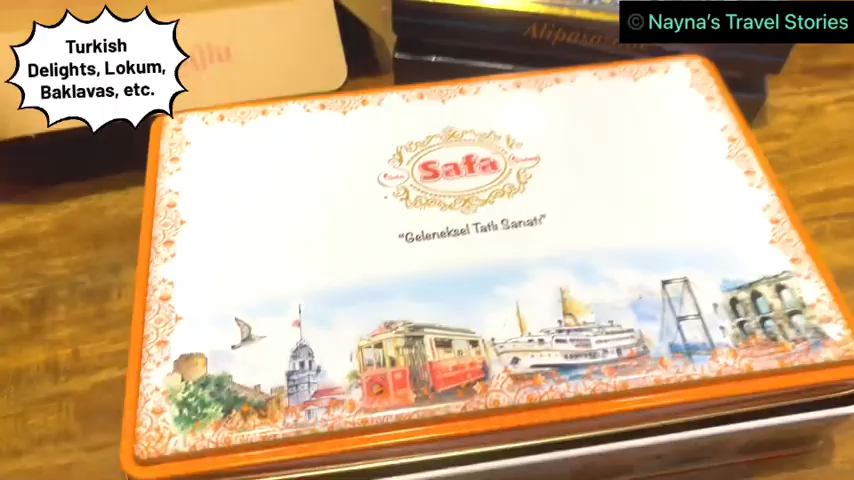 © Nayna's Travel Stories
Turkish
Delights, Lokum,
Baklavas, etc.
Safa
"Geleneksel Tatlı Sanatı"